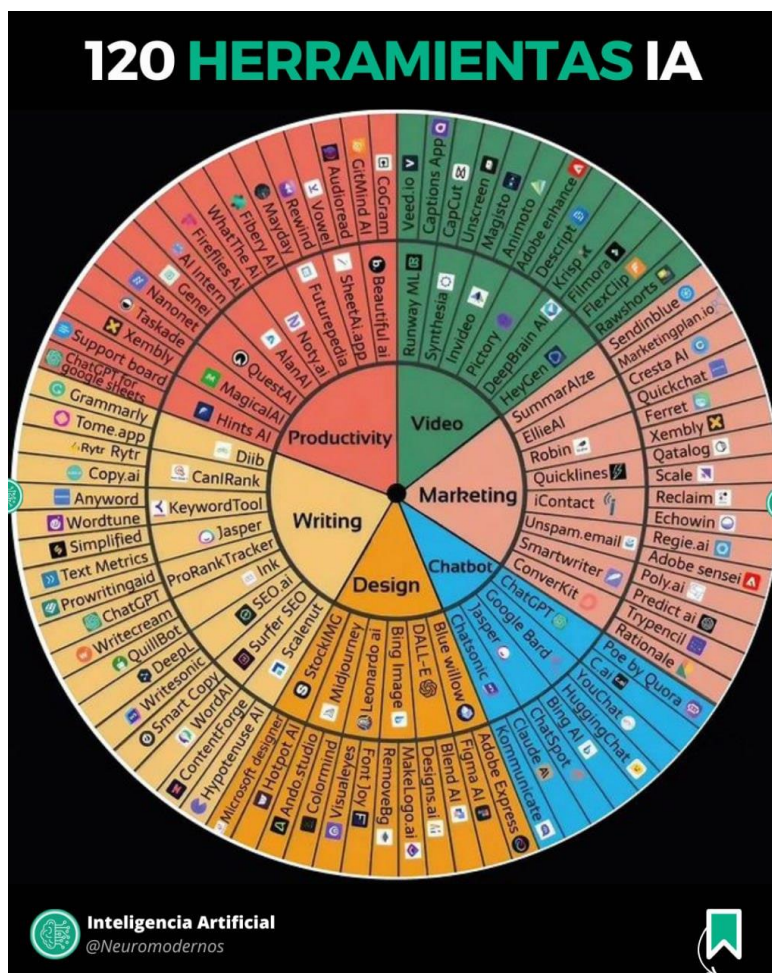 120 HERRAMIENTAS IA
Productivity
Video
Marketing
Chatbot
Design
Writing
Hints AI
MagicalAI
QuestAI
AlanAI
Noty.ai
Futurepedia
SheetAi.app
Beautiful ai
ChatGPT for
google sheets
Support board
Xembly
Taskade
Nanonet
Genei
AI Intern
Fireflies AI
WhatThe AI
Fibery AI
Mayday
Rewind
Vowel
Audioread
GitMind AI
CoGram
Runway ML
Synthesia
Invideo
Pictory
DeepBrain AI
HeyGen
Veed.io
Captions App
CapCut
Unscreen
Magisto
Animoto
Adobe enhance
Descript
Krisp
Filmora
FlexClip
Rawshorts
SummarAIze
EllieAI
Robin
Quicklines
iContact
Unspam.email
Smartwriter
ConverKit
Sendinblue
Marketingplan.io
Cresta AI
Quickchat
Ferret
Xembly
Qatalog
Scale
Reclaim
Echowin
Regie.ai
Adobe sensei
Poly.ai
Predict ai
Trypencil
Rationale
ChatGPT
Google Bard
Jasper
Chatsonic
Poe by Quora
C.ai
YouChat
HuggingChat
Bing AI
ChatSpot
Claude
Kommunicate
Blue willow
DALL-E
Bing Image
Leonardo ai
Midjourney
StockIMG
Adobe Express
Figma AI
Blend AI
Designs.ai
MakeLogo.ai
RemoveBg
Font Joy
Visualeyes
Colormind
Ando.studio
Hotpot AI
Microsoft designer
Scalenut
Surfer SEO
SEO.ai
Ink
ProRankTracker
Jasper
KeywordTool
CanIRank
Diib
Hypotenuse AI
ContentForge
WordAI
Smart Copy
Writesonic
DeepL
QuillBot
Writecream
ChatGPT
Prowritingaid
Text Metrics
Simplified
Wordtune
Anyword
Copy.ai
Rytr Rytr
Tome.app
Grammarly
Inteligencia Artificial
@Neuromodernos